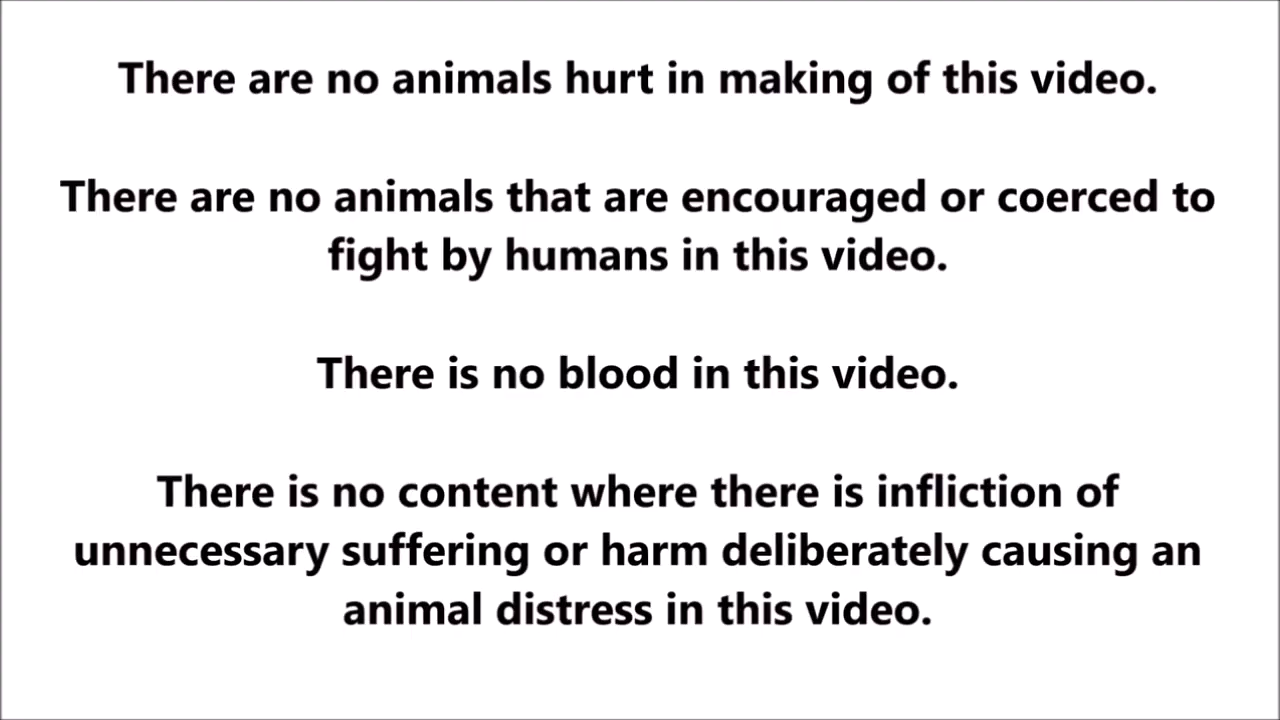 There are no animals hurt in making of this video.
There are no animals that are encouraged or coerced to
fight by humans in this video.
There is no blood in this video.
There is no content where there is infliction of
unnecessary suffering or harm deliberately causing an
animal distress in this video.